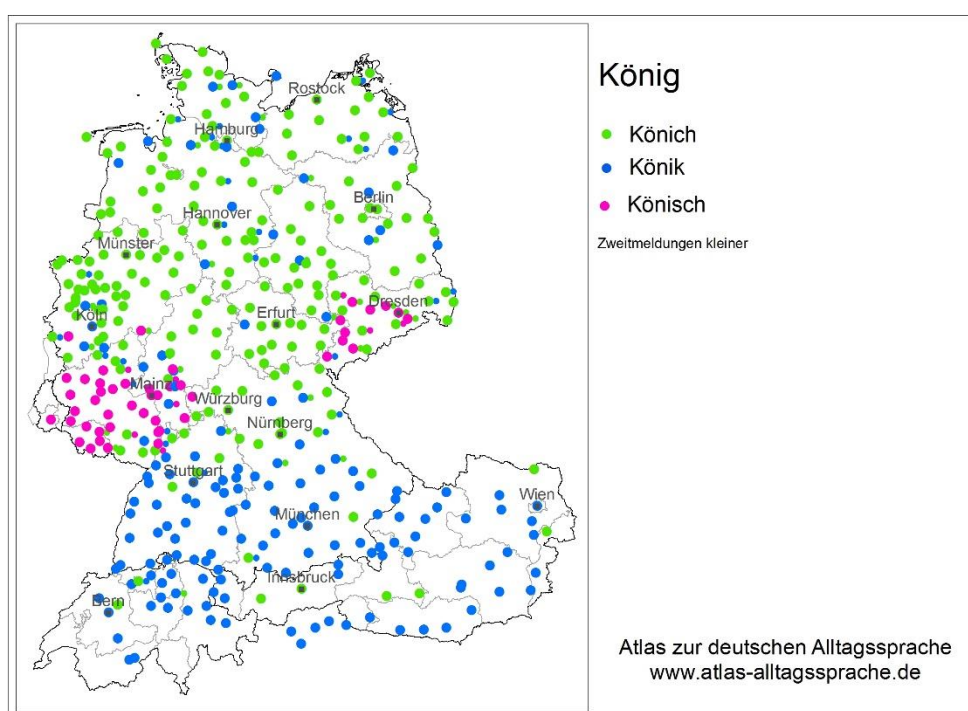 König
Könich
Könik
Könisch
Zweitmeldungen kleiner
Rostock
Hamburg
Berlin
Hannover
Münster
Dresden
Erfurt
Köln
Mainz
Würzburg
Nürnberg
Stuttgart
Wien
München
Innsbruck
Bern
Atlas zur deutschen Alltagssprache
www.atlas-alltagssprache.de